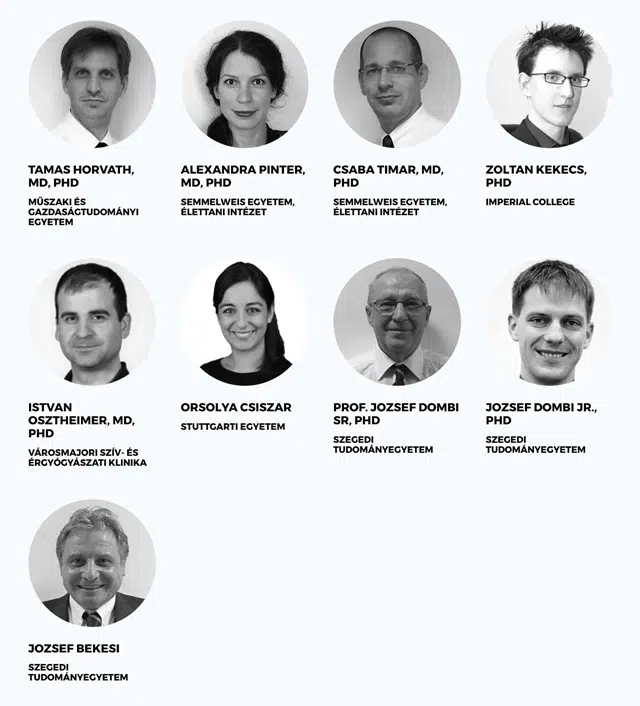 TAMAS HORVATH,
MD, PHD
MŰSZAKI ÉS
GAZDASÁGTUDOMÁNYI
EGYETEM
ALEXANDRA PINTER,
MD, PHD
SEMMELWEIS EGYETEM,
ÉLETTANI INTÉZET
CSABA TIMAR, MD,
PHD
SEMMELWEIS EGYETEM,
ÉLETTANI INTÉZET
ZOLTAN KEKECS,
PHD
IMPERIAL COLLEGE
ISTVAN
OSZTHEIMER, MD,
PHD
VÁROSMAJORI SZÍV- ÉS
ÉRGYÓGYÁSZATI KLINIKA
ORSOLYA CSISZAR
STUTTGARTI EGYETEM
PROF. JOZSEF DOMBI
SR, PHD
SZEGEDI
TUDOMÁNYEGYETEM
JOZSEF DOMBI JR.,
PHD
SZEGEDI
TUDOMÁNYEGYETEM
JOZSEF BEKESI
SZEGEDI
TUDOMÁNYEGYETEM